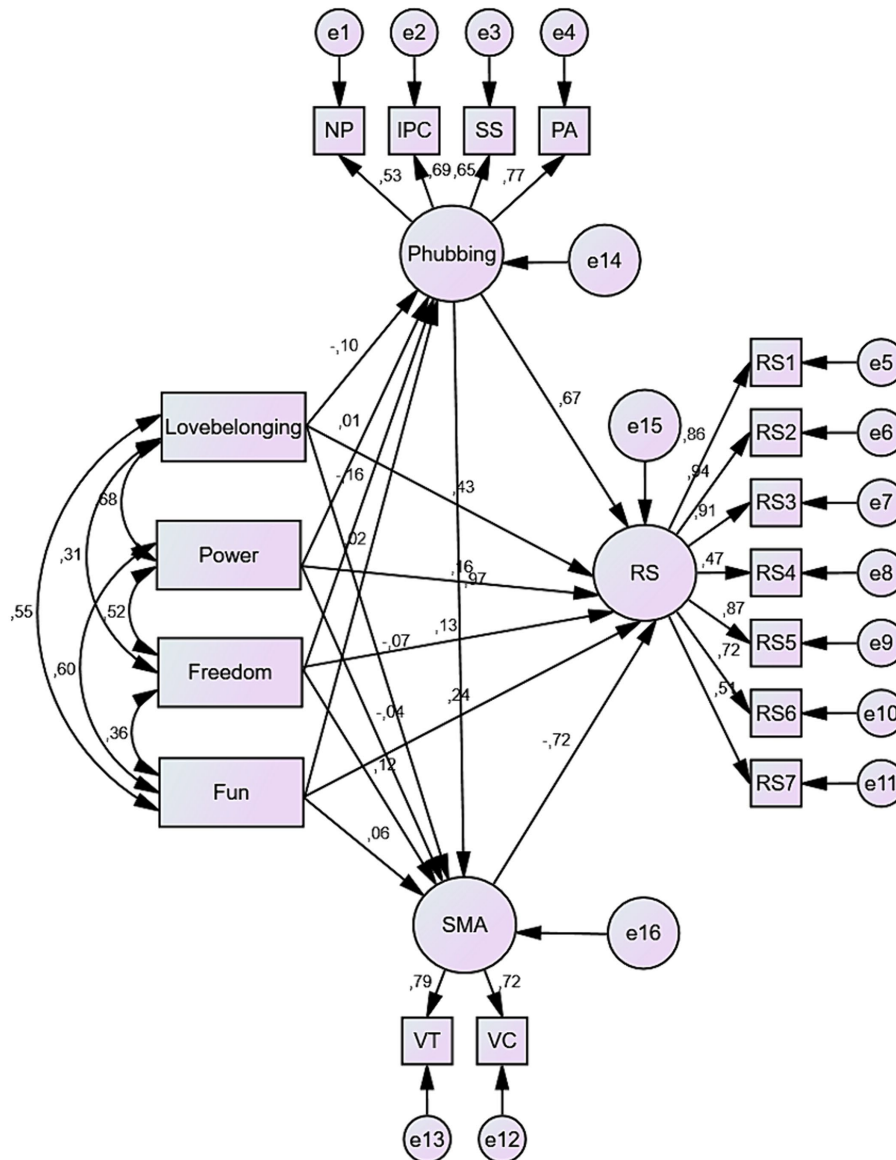 e1 e2 e3 e4
NP IPC SS PA
,53 ,69 ,65 ,77
Phubbing e14
-,10
RS1 e5
,67
Lovebelonging ,01 e15 ,86
RS2 e6
-,16 ,43 ,94
,68 RS3 e7
,91
,31 Power ,02 ,16 RS ,47 RS4 e8
,97
,55 ,52 ,13 ,87 RS5 e9
-,07 ,72
,60 Freedom ,51
,24 RS6 e10
-,04
,36 -,72
,12 RS7 e11
Fun
,06
SMA e16
,79 ,72
VT VC
e13 e12